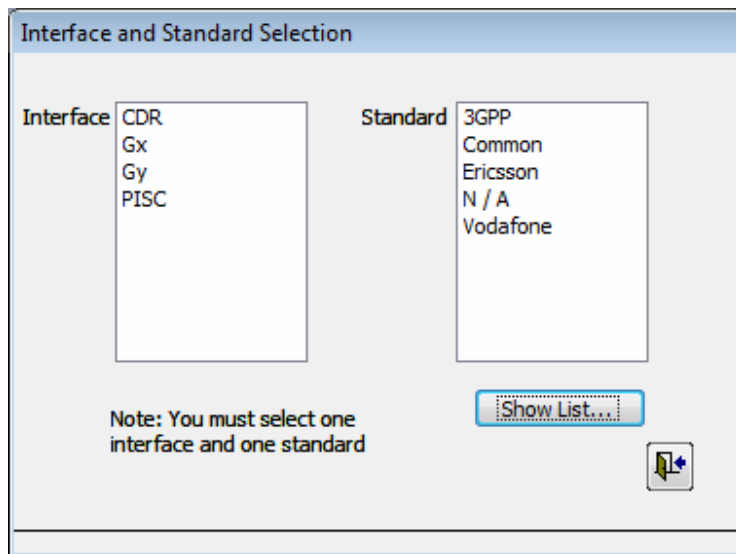 Interface and Standard Selection
Interface
CDR
Gx
Gy
PISC
Standard
3GPP
Common
Ericsson
N / A
Vodafone
Note: You must select one
interface and one standard
Show List...